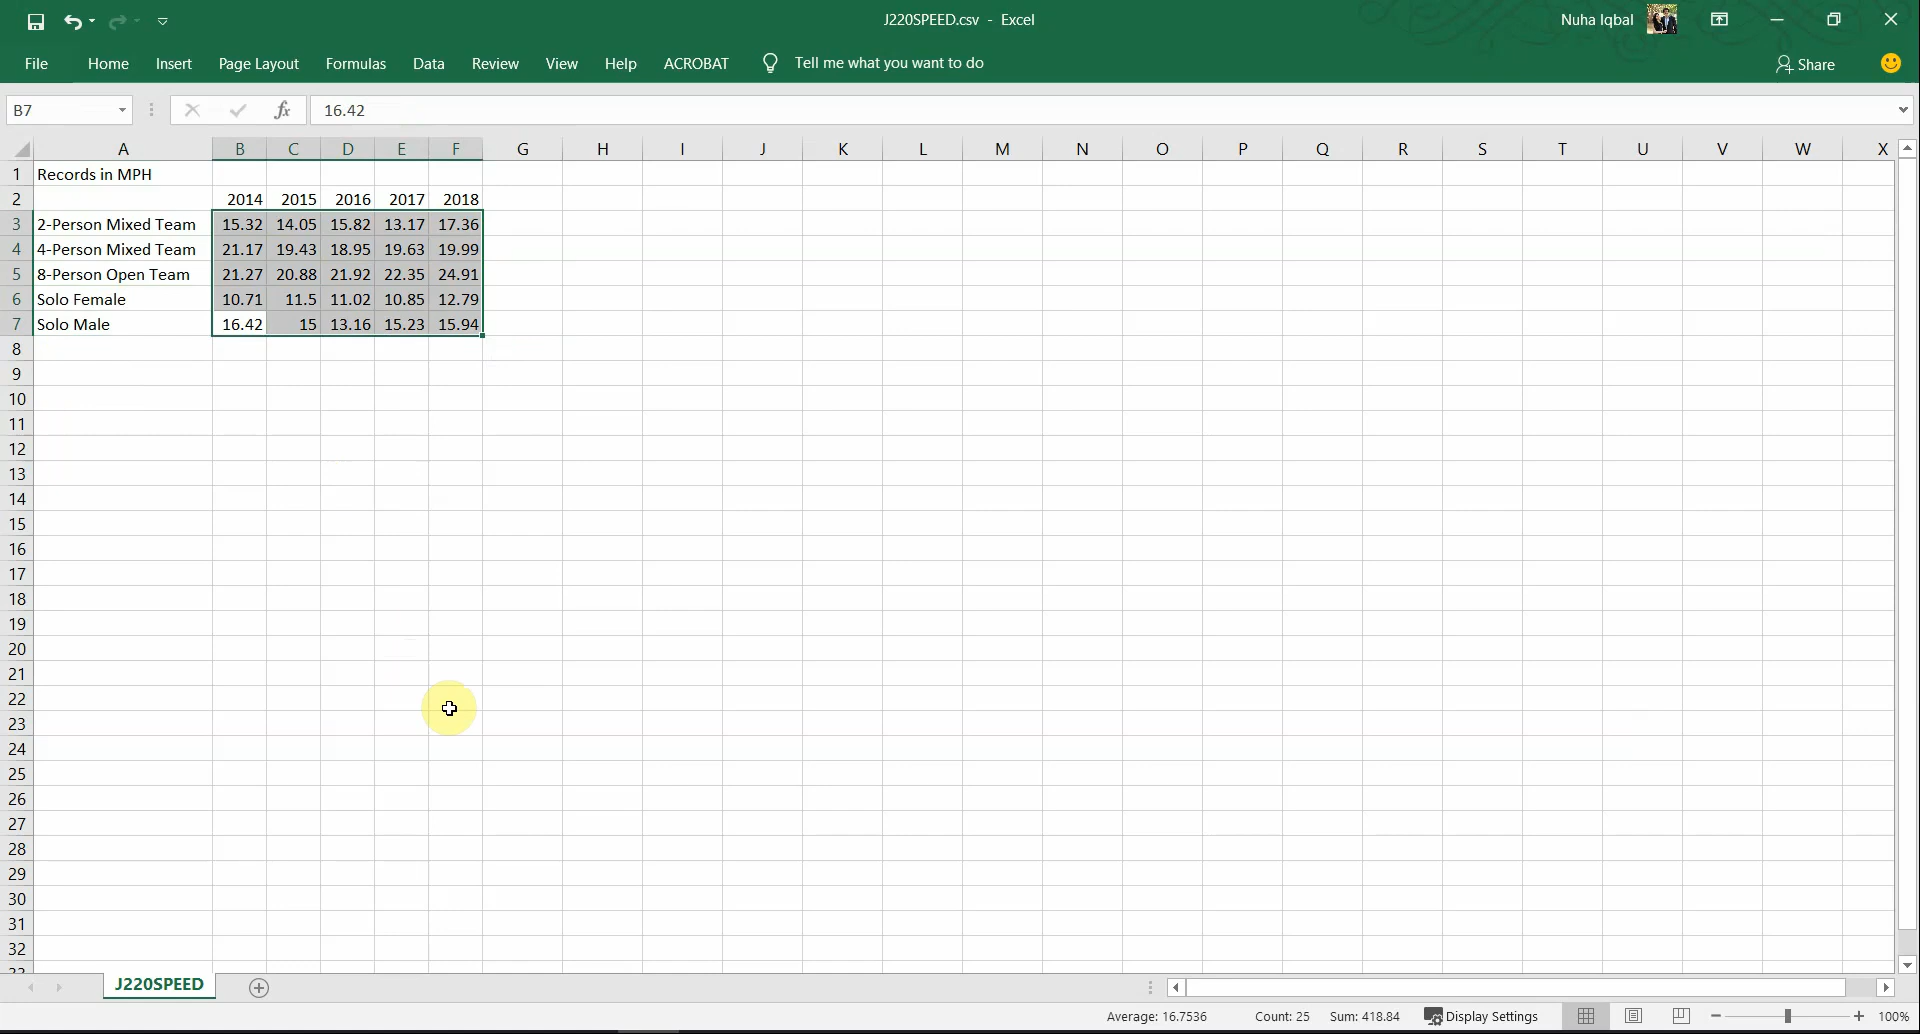 J220SPEED.csv - Excel
Nuha Iqbal
File Home Insert Page Layout Formulas Data Review View Help ACROBAT Tell me what you want to do Share
B7 fx 16.42
A B C D E F G H I J K L M N O P Q R S T U V W X
1 Records in MPH
2 2014 2015 2016 2017 2018
3 2-Person Mixed Team 15.32 14.05 15.82 13.17 17.36
4 4-Person Mixed Team 21.17 19.43 18.95 19.63 19.99
5 8-Person Open Team 21.27 20.88 21.92 22.35 24.91
6 Solo Female 10.71 11.5 11.02 10.85 12.79
7 Solo Male 16.42 15 13.16 15.23 15.94
8
9
10
11
12
13
14
15
16
17
18
19
20
21
22
23
24
25
26
27
28
29
30
31
32
33
J220SPEED
Average: 16.7536 Count: 25 Sum: 418.84 Display Settings 100%